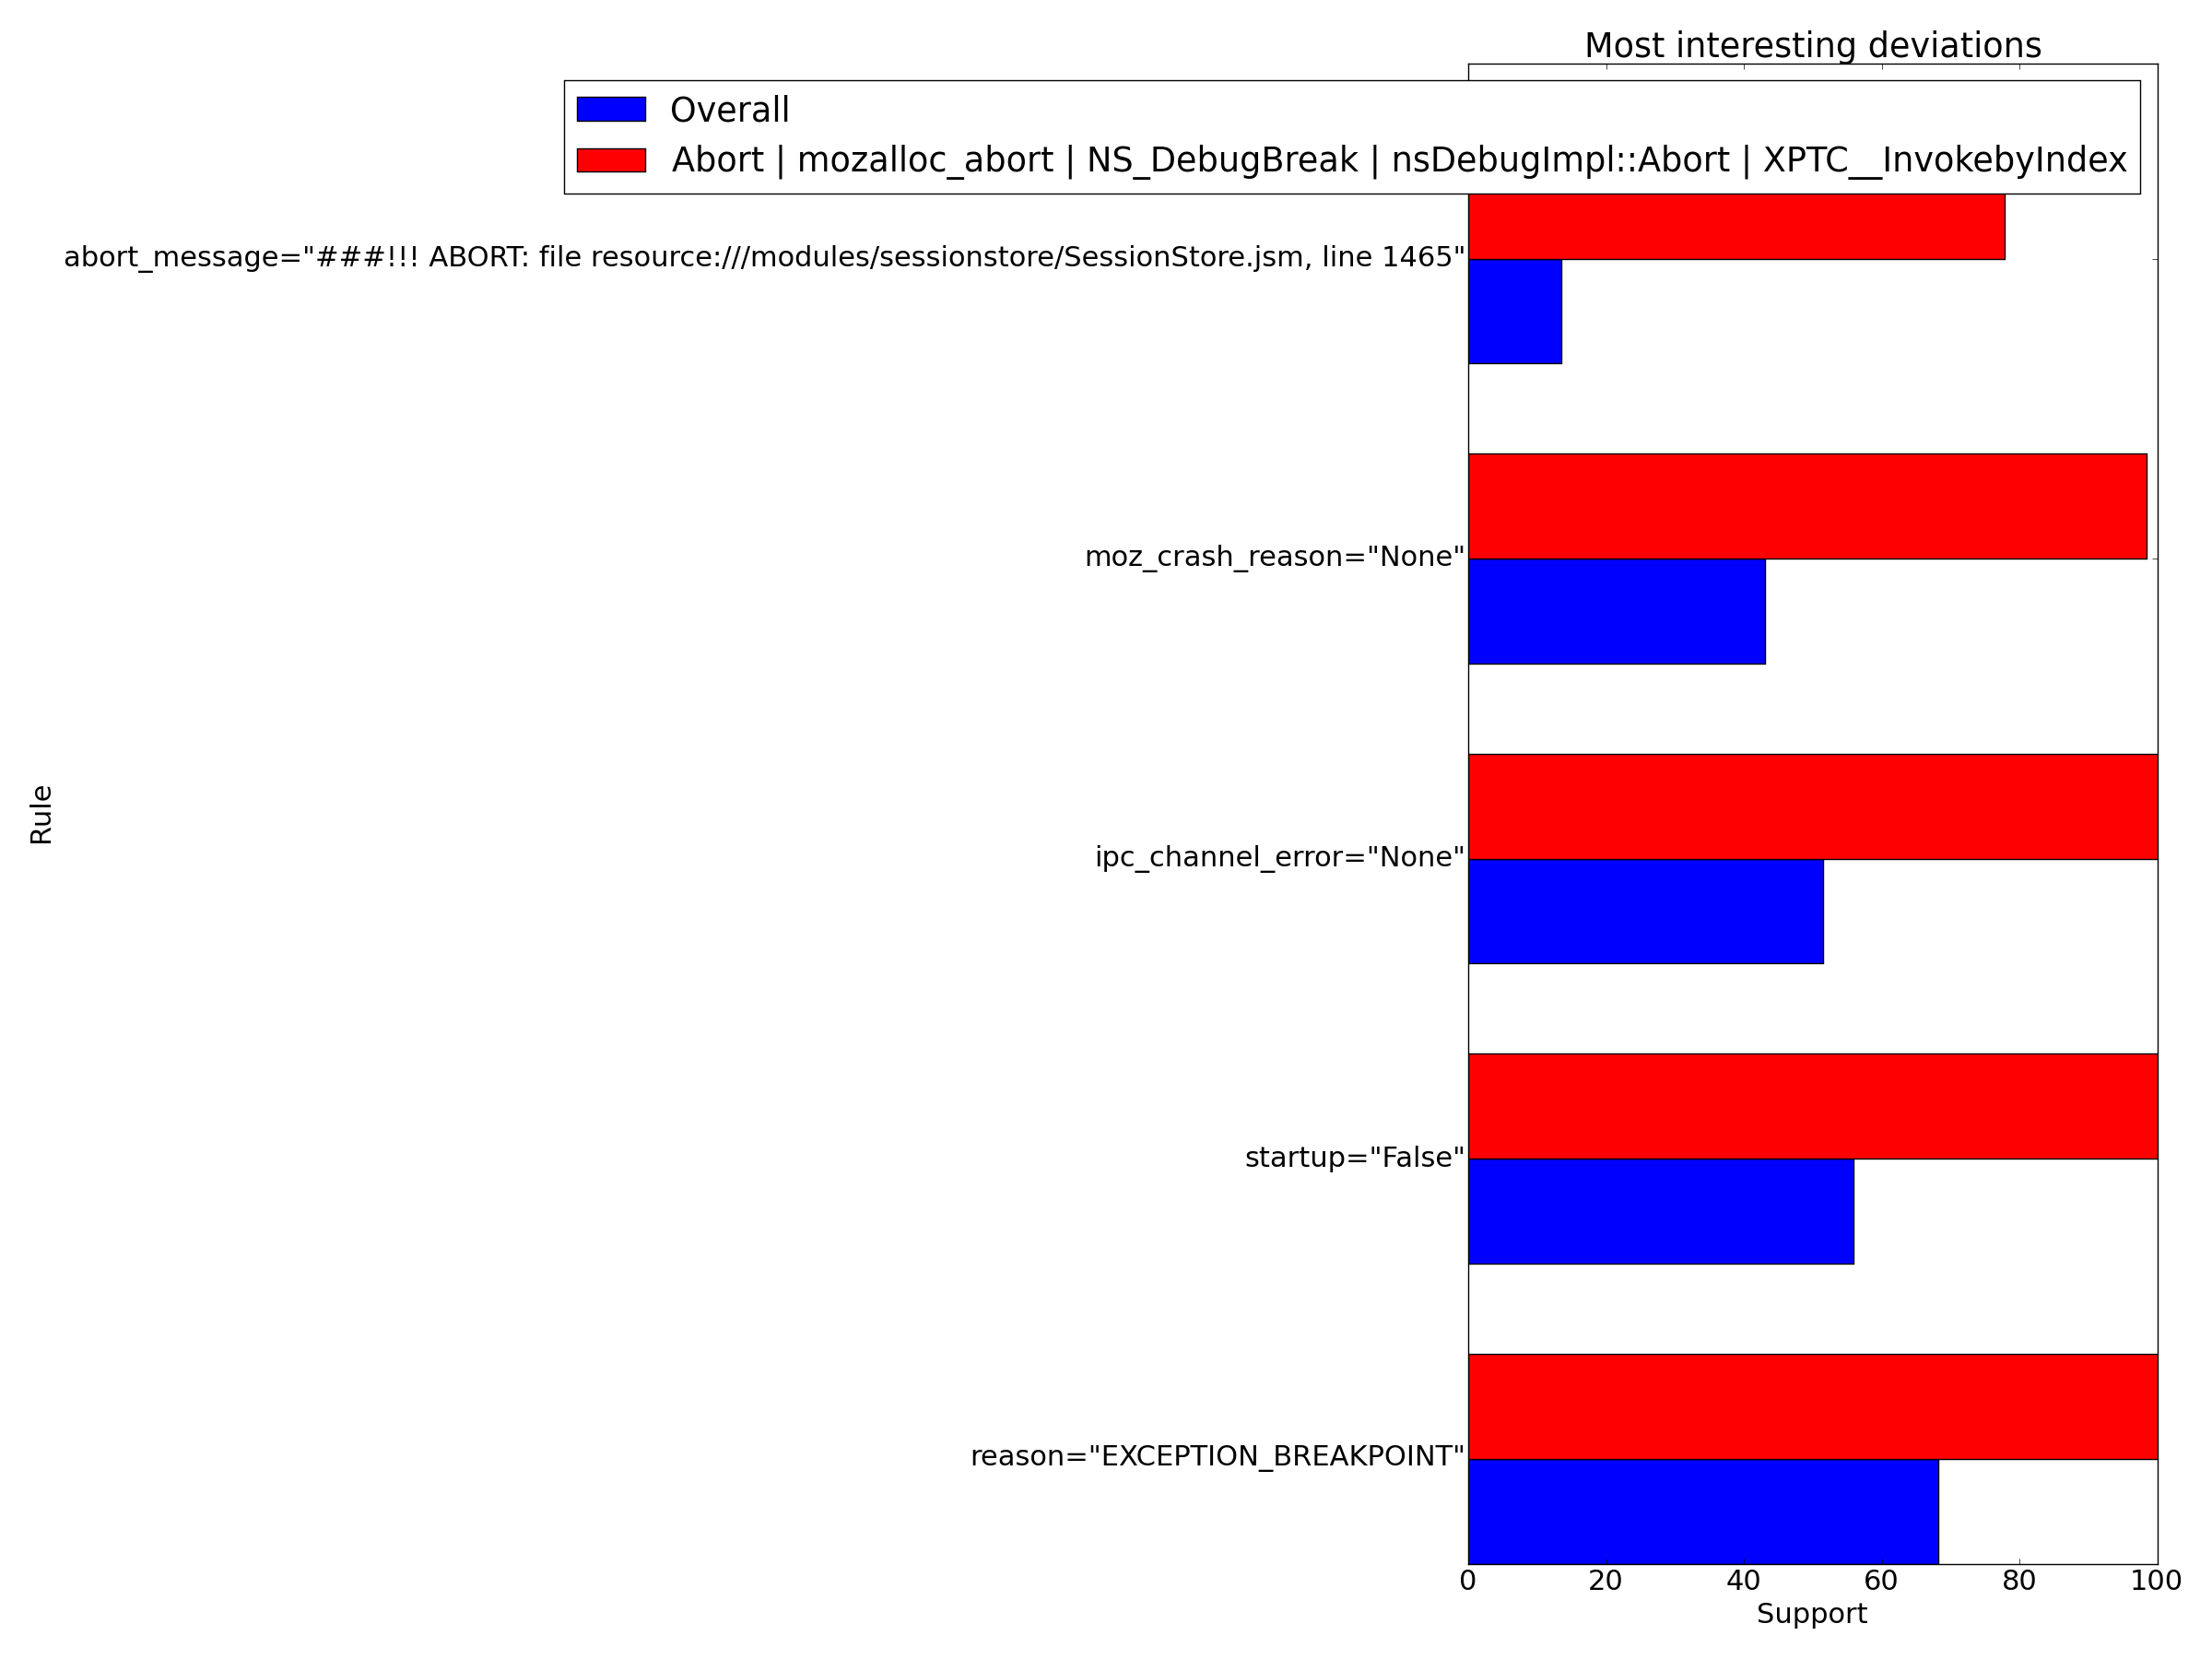 Most interesting deviations
Overall
Abort | mozalloc_abort | NS_DebugBreak | nsDebugImpl::Abort | XPTC__InvokebyIndex
abort_message="###!!! ABORT: file resource:///modules/sessionstore/SessionStore.jsm, line 1465"
moz_crash_reason="None"
Rule
ipc_channel_error="None"
startup="False"
reason="EXCEPTION_BREAKPOINT"
0 20 40 60 80 100
Support